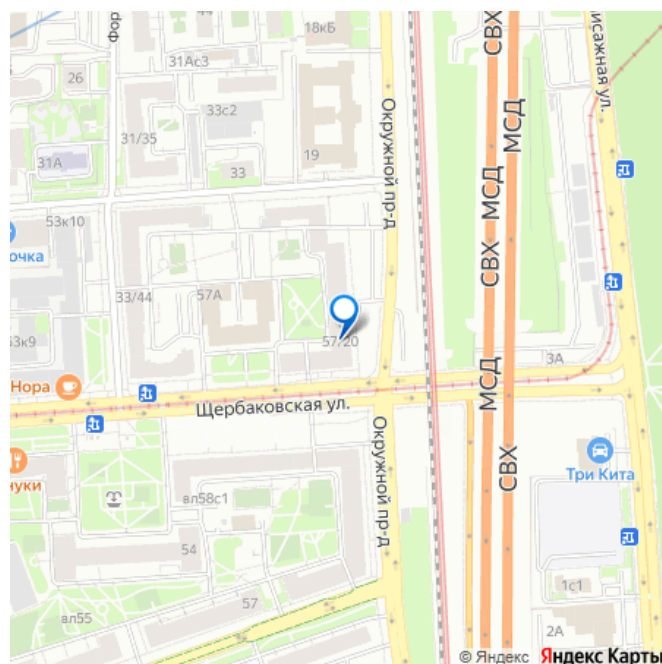 18кБ
31Ас3
26
33с2
31/35
Окружной пр-д
19
33
31А
53к10
очка
33/44
57А
57/20
53к9
Нора
Щербаковская ул.
СВХ
МСД
СВХ
МСД
СВХ
МСД
СВХ
исажная ул.
3А
Три Кита
нуки
вл58с1
Окружной пр-д
54
57
вл55
1с1
2А
© Яндекс Яндекс Карты